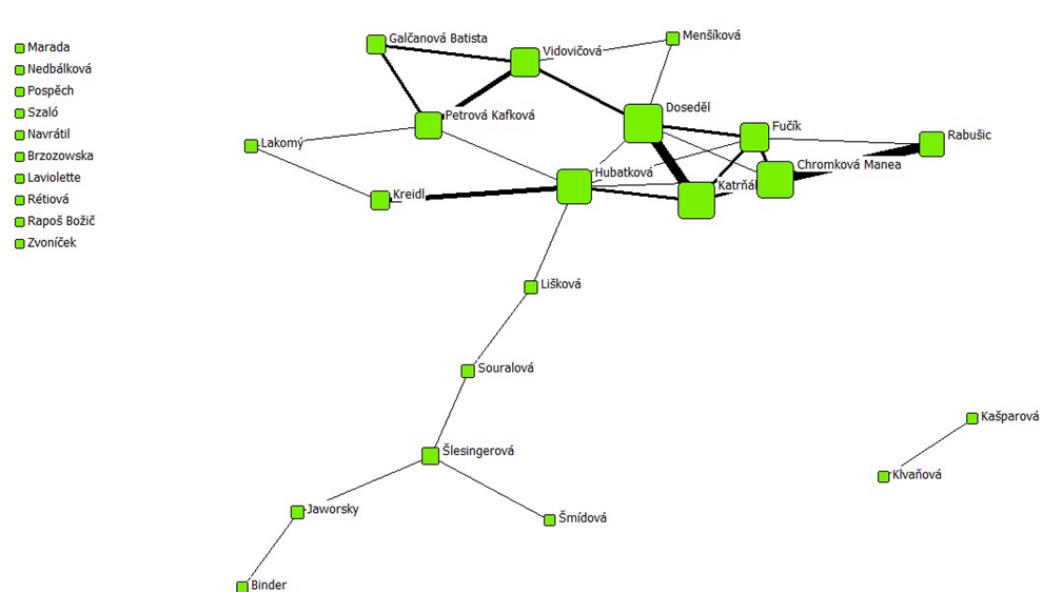 Marada
Nedbálková
Pospěch
Szaló
Navrátil
Brzozowska
Laviolette
Rétiová
Rapoš Božič
Zvoníček
Galčanová Batista
Vidovičová
Menšíková
Petrová Kafková
Doseděl
Fučík
Rabušic
Lakomý
Hubatková
Chromková Manea
Kreidl
Katrňák
Lišková
Souralová
Kašparová
Šlesingerová
Klvaňová
Jaworsky
Šmídová
Binder